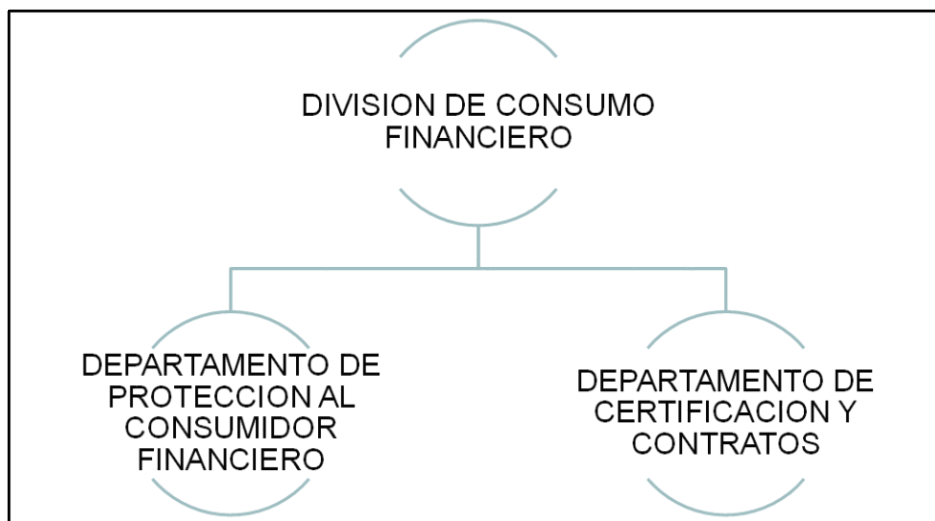 DIVISION DE CONSUMO
FINANCIERO
DEPARTAMENTO DE
PROTECCION AL
CONSUMIDOR
FINANCIERO
DEPARTAMENTO DE
CERTIFICACION Y
CONTRATOS